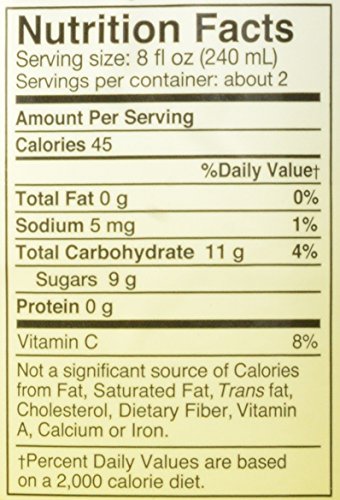 Nutrition Facts
Serving size: 8 fl oz (240 mL)
Servings per container: about 2
Amount Per Serving
Calories 45
%Daily Value†
Total Fat 0 g 0%
Sodium 5 mg 1%
Total Carbohydrate 11 g 4%
Sugars 9 g
Protein 0 g
Vitamin C 8%
Not a significant source of Calories
from Fat, Saturated Fat, Trans fat,
Cholesterol, Dietary Fiber, Vitamin
A, Calcium or Iron.
†Percent Daily Values are based
on a 2,000 calorie diet.